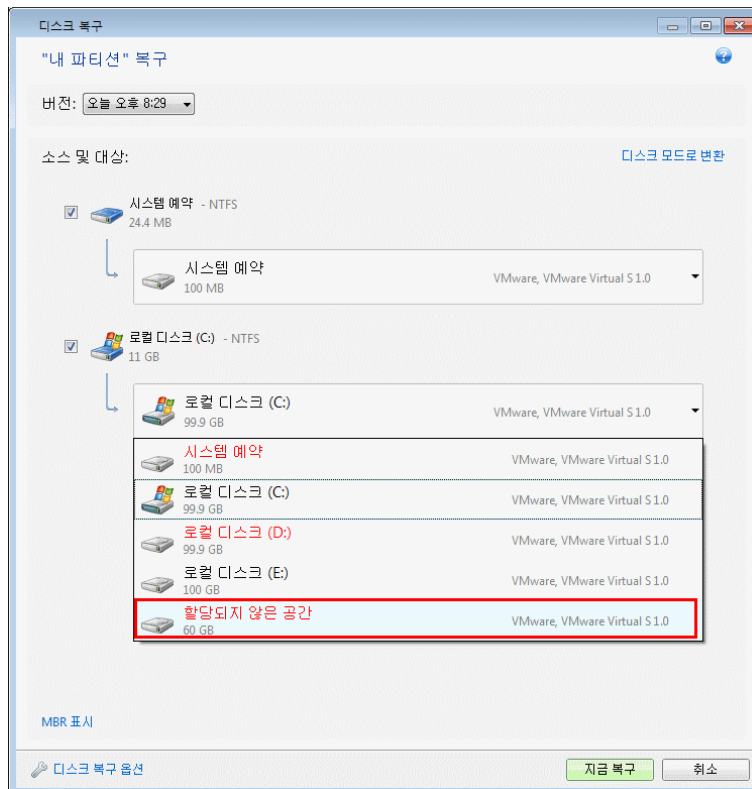 디스크 복구
"내 파티션" 복구
버전: 오늘 오후 8:29
소스 및 대상:
디스크 모드로 변환
시스템 예약 - NTFS
24.4 MB
시스템 예약
100 MB
VMware, VMware Virtual S 1.0
로컬 디스크 (C:) - NTFS
11 GB
로컬 디스크 (C:)
99.9 GB
VMware, VMware Virtual S 1.0
시스템 예약
100 MB
VMware, VMware Virtual S 1.0
로컬 디스크 (C:)
99.9 GB
VMware, VMware Virtual S 1.0
로컬 디스크 (D:)
99.9 GB
VMware, VMware Virtual S 1.0
로컬 디스크 (E:)
100 GB
VMware, VMware Virtual S 1.0
할당되지 않은 공간
60 GB
VMware, VMware Virtual S 1.0
MBR 표시
디스크 복구 옵션
지금 복구
취소